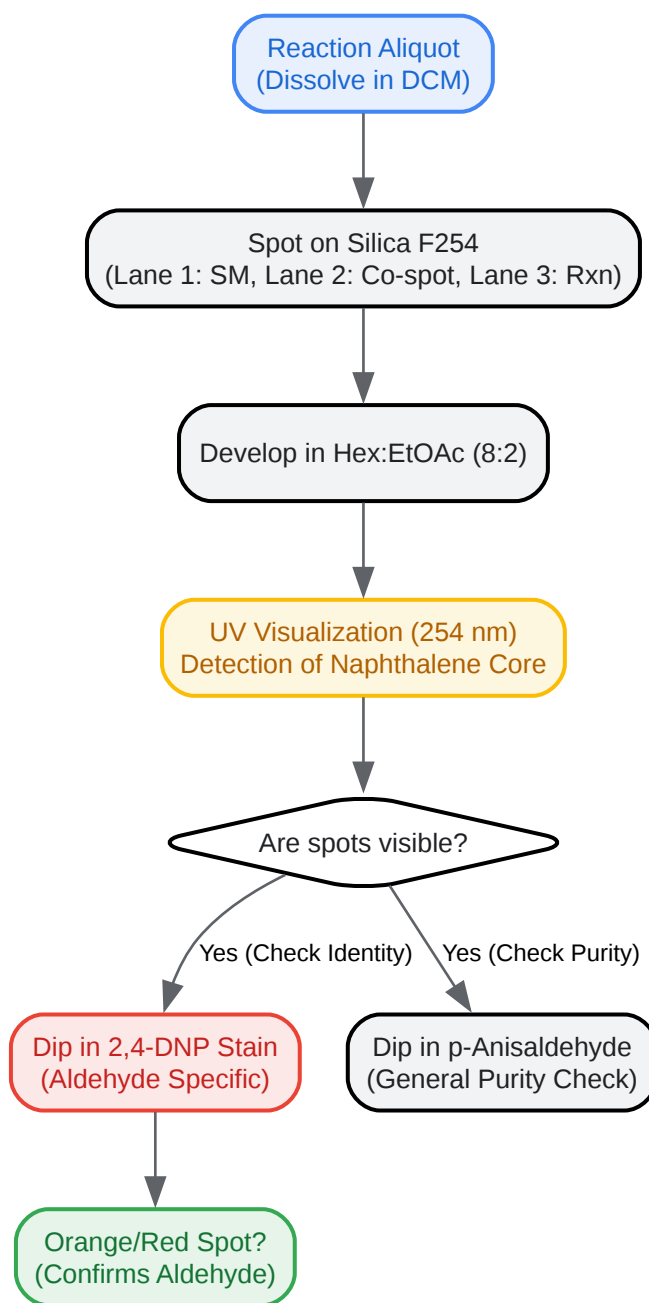 Reaction Aliquot
(Dissolve in DCM)
Spot on Silica F254
(Lane 1: SM, Lane 2: Co-spot, Lane 3: Rxn)
Develop in Hex:EtOAc (8:2)
UV Visualization (254 nm)
Detection of Naphthalene Core
Are spots visible?
Yes (Check Identity)
Yes (Check Purity)
Dip in 2,4-DNP Stain
(Aldehyde Specific)
Dip in p-Anisaldehyde
(General Purity Check)
Orange/Red Spot?
(Confirms Aldehyde)